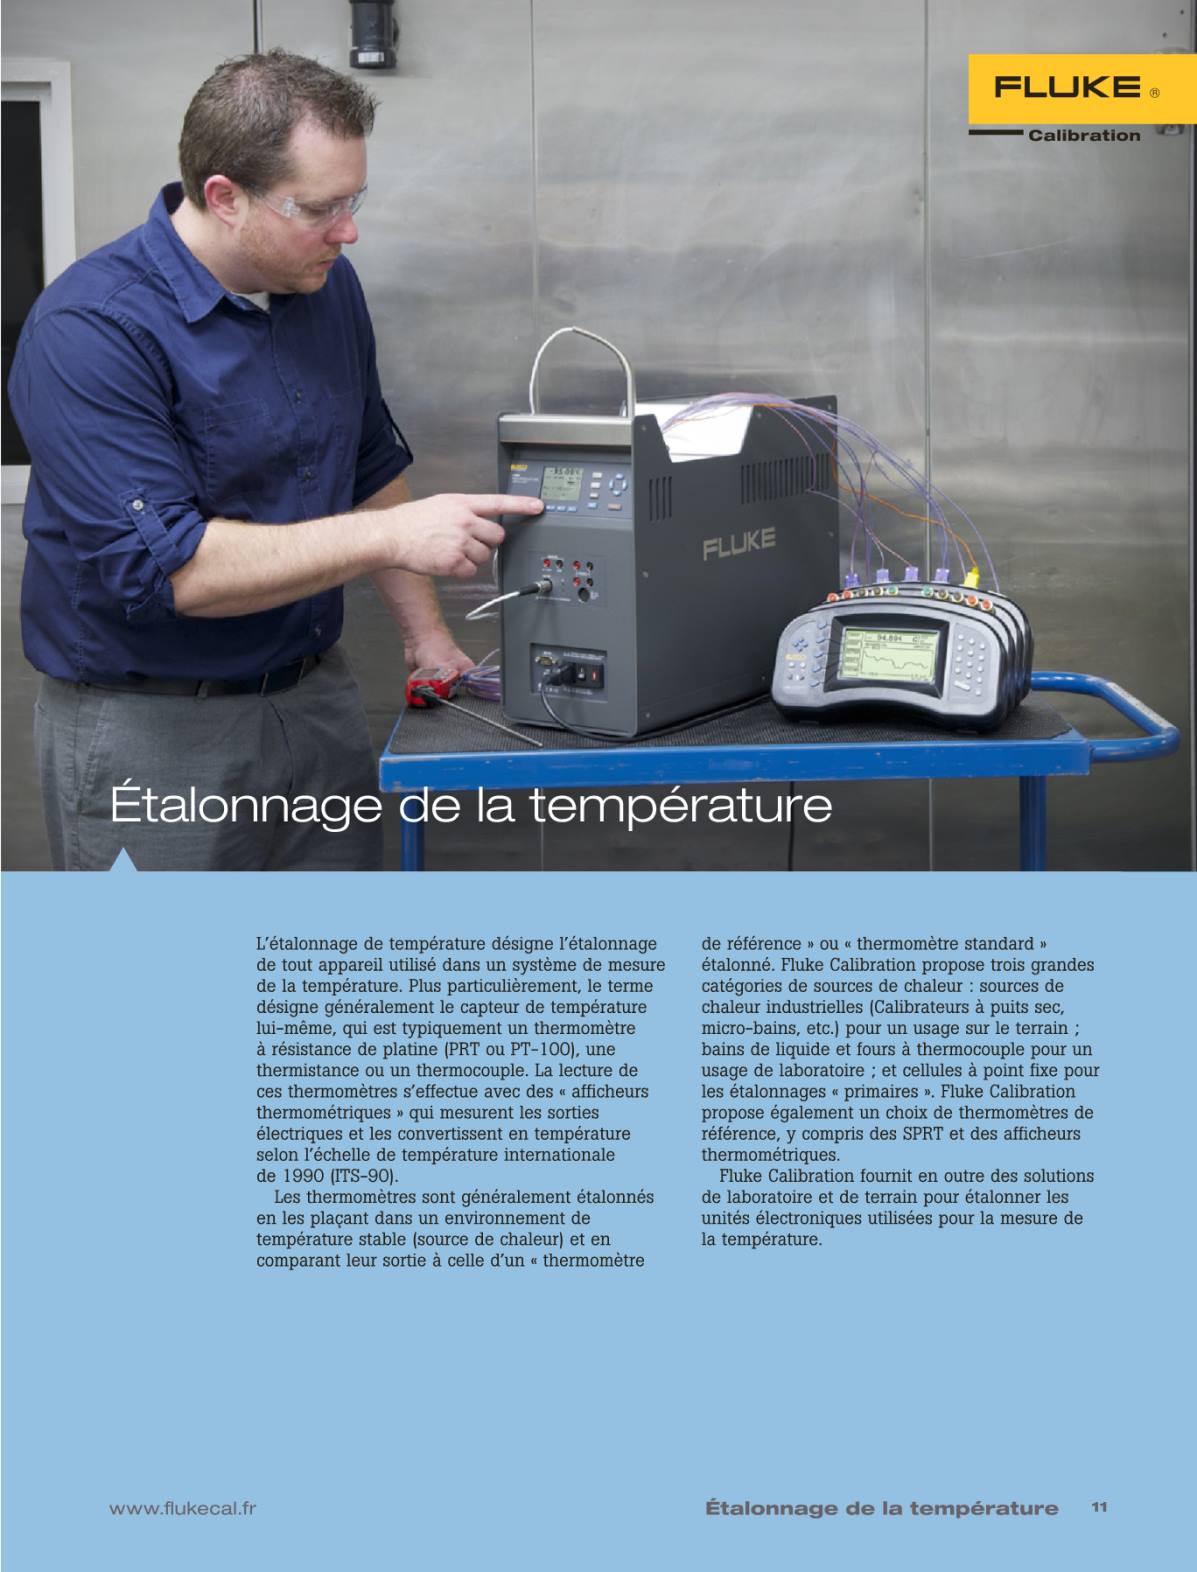 FLUKE ®
Calibration
FLUKE
94.894
Étalonnage de la température
L’étalonnage de température désigne l’étalonnage
de tout appareil utilisé dans un système de mesure
de la température. Plus particulièrement, le terme
désigne généralement le capteur de température
lui-même, qui est typiquement un thermomètre
à résistance de platine (PRT ou PT-100), une
thermistance ou un thermocouple. La lecture de
ces thermomètres s’effectue avec des « afficheurs
thermométriques » qui mesurent les sorties
électriques et les convertissent en température
selon l’échelle de température internationale
de 1990 (ITS-90).
Les thermomètres sont généralement étalonnés
en les plaçant dans un environnement de
température stable (source de chaleur) et en
comparant leur sortie à celle d’un « thermomètre
de référence » ou « thermomètre standard »
étalonné. Fluke Calibration propose trois grandes
catégories de sources de chaleur : sources de
chaleur industrielles (Calibrateurs à puits sec,
micro-bains, etc.) pour un usage sur le terrain ;
bains de liquide et fours à thermocouple pour un
usage de laboratoire ; et cellules à point fixe pour
les étalonnages « primaires ». Fluke Calibration
propose également un choix de thermomètres de
référence, y compris des SPRT et des afficheurs
thermométriques.
Fluke Calibration fournit en outre des solutions
de laboratoire et de terrain pour étalonner les
unités électroniques utilisées pour la mesure de
la température.
www.flukecal.fr
Étalonnage de la température 11